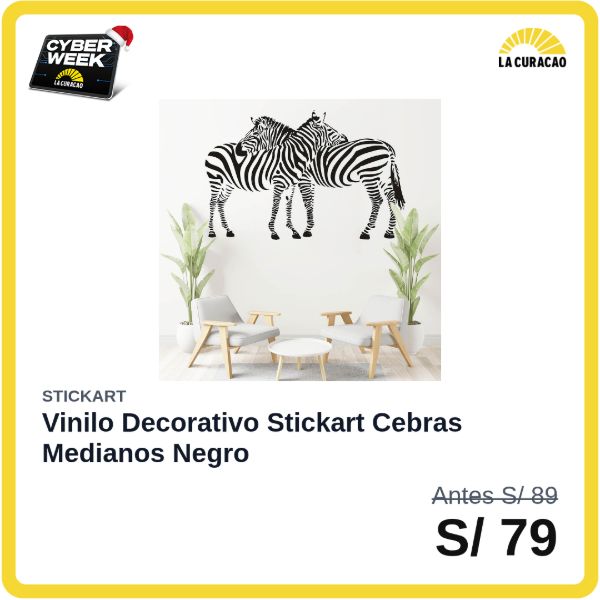 CYBER
WEEK
LA CURACAO
LA CURACAO
STICKART
Vinilo Decorativo Stickart Cebras
Medianos Negro
Antes S/ 89
S/ 79